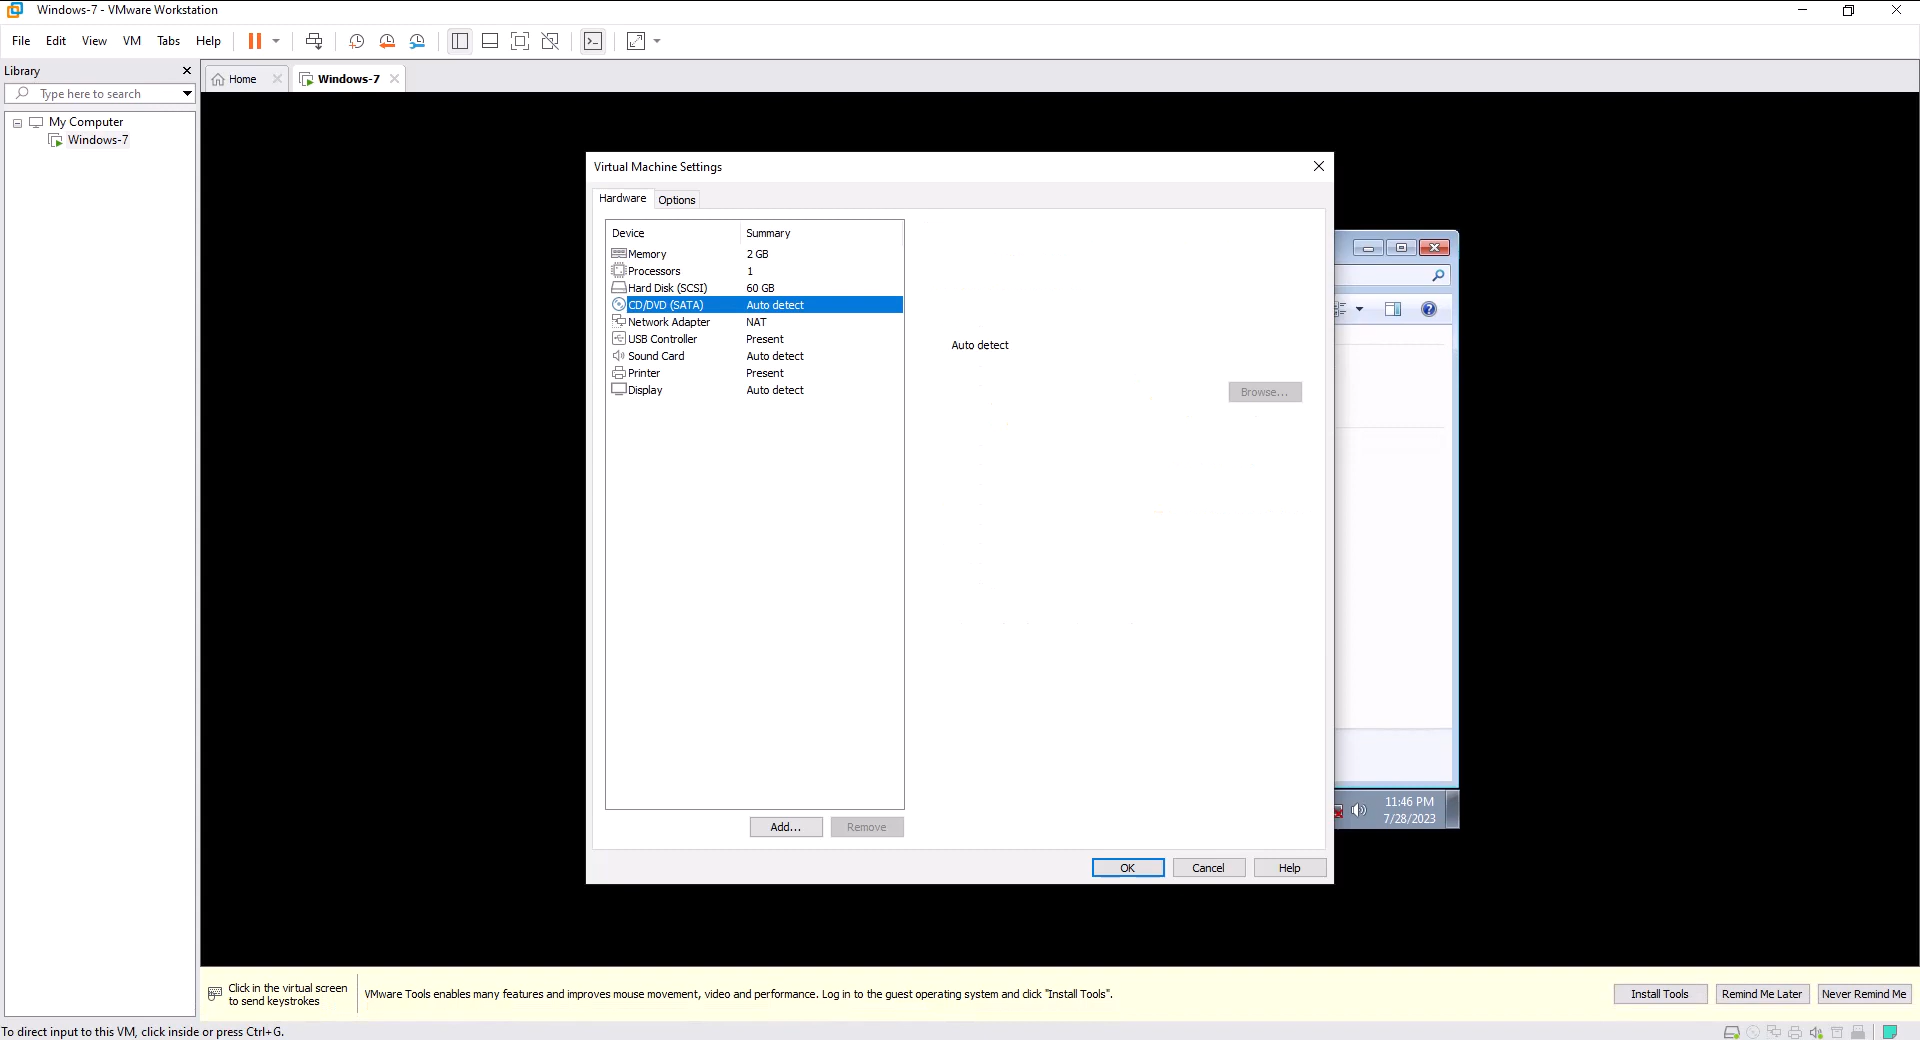 Windows-7 - VMware Workstation
File Edit View VM Tabs Help
Library
Home
Windows-7
Type here to search
My Computer
Windows-7
Virtual Machine Settings
Hardware
Options
Device Summary
Memory 2 GB
Processors 1
Hard Disk (SCSI) 60 GB
CD/DVD (SATA) Auto detect
Network Adapter NAT
USB Controller Present
Sound Card Auto detect
Printer Present
Display Auto detect
Auto detect
Browse...
Add...
Remove
OK
Cancel
Help
11:46 PM
7/28/2023
Click in the virtual screen
to send keystrokes
VMware Tools enables many features and improves mouse movement, video and performance. Log in to the guest operating system and click "Install Tools".
Install Tools
Remind Me Later
Never Remind Me
To direct input to this VM, click inside or press Ctrl+G.